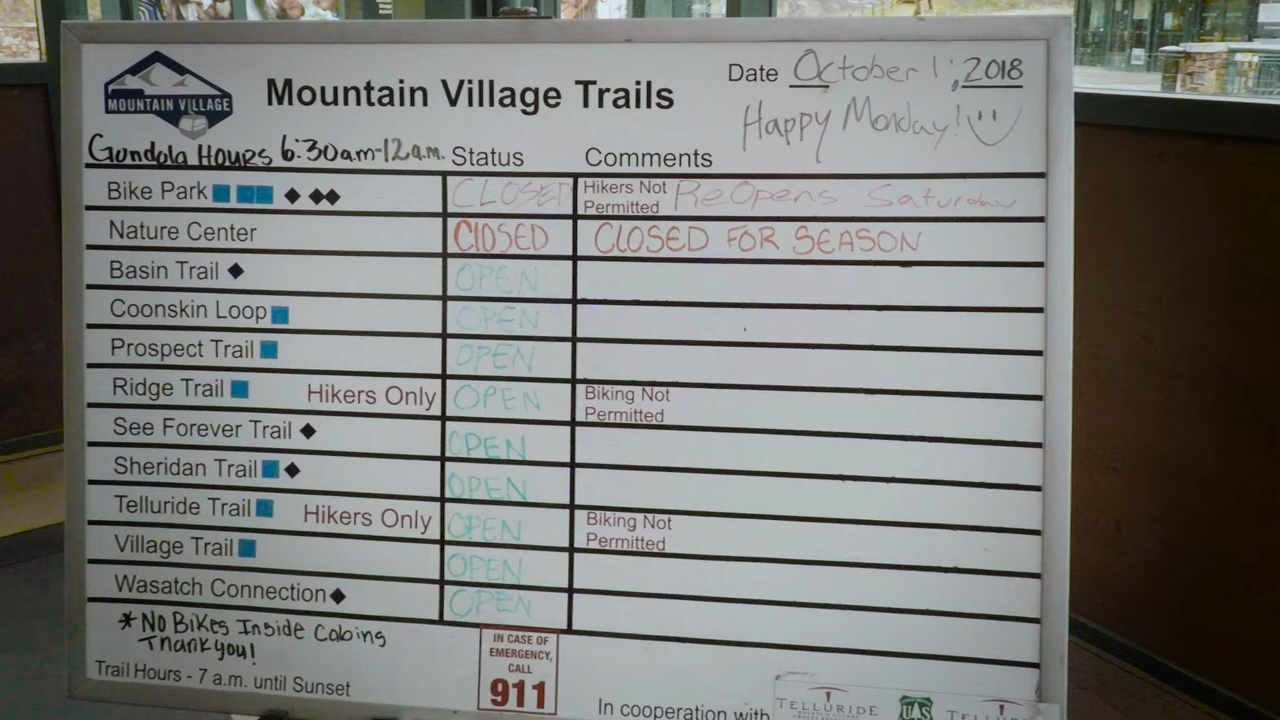 MOUNTAIN VILLAGE
Mountain Village Trails
Date October 1, 2018
Happy Monday!
Gondola Hours 6:30am-12a.m. Status Comments
Bike Park CLOSED Hikers Not Permitted ReOpens Saturday
Nature Center ClOSED CLOSED FOR SEASON
Basin Trail OPEN
Coonskin Loop OPEN
Prospect Trail OPEN
Ridge Trail Hikers Only OPEN Biking Not Permitted
See Forever Trail OPEN
Sheridan Trail OPEN
Telluride Trail Hikers Only OPEN Biking Not Permitted
Village Trail OPEN
Wasatch Connection OPEN
*No Bikes Inside Cabins
Thank you!
Trail Hours - 7 a.m. until Sunset
IN CASE OF
EMERGENCY,
CALL
911
In cooperation with
TELLURIDE
UAS
TELLURIDE